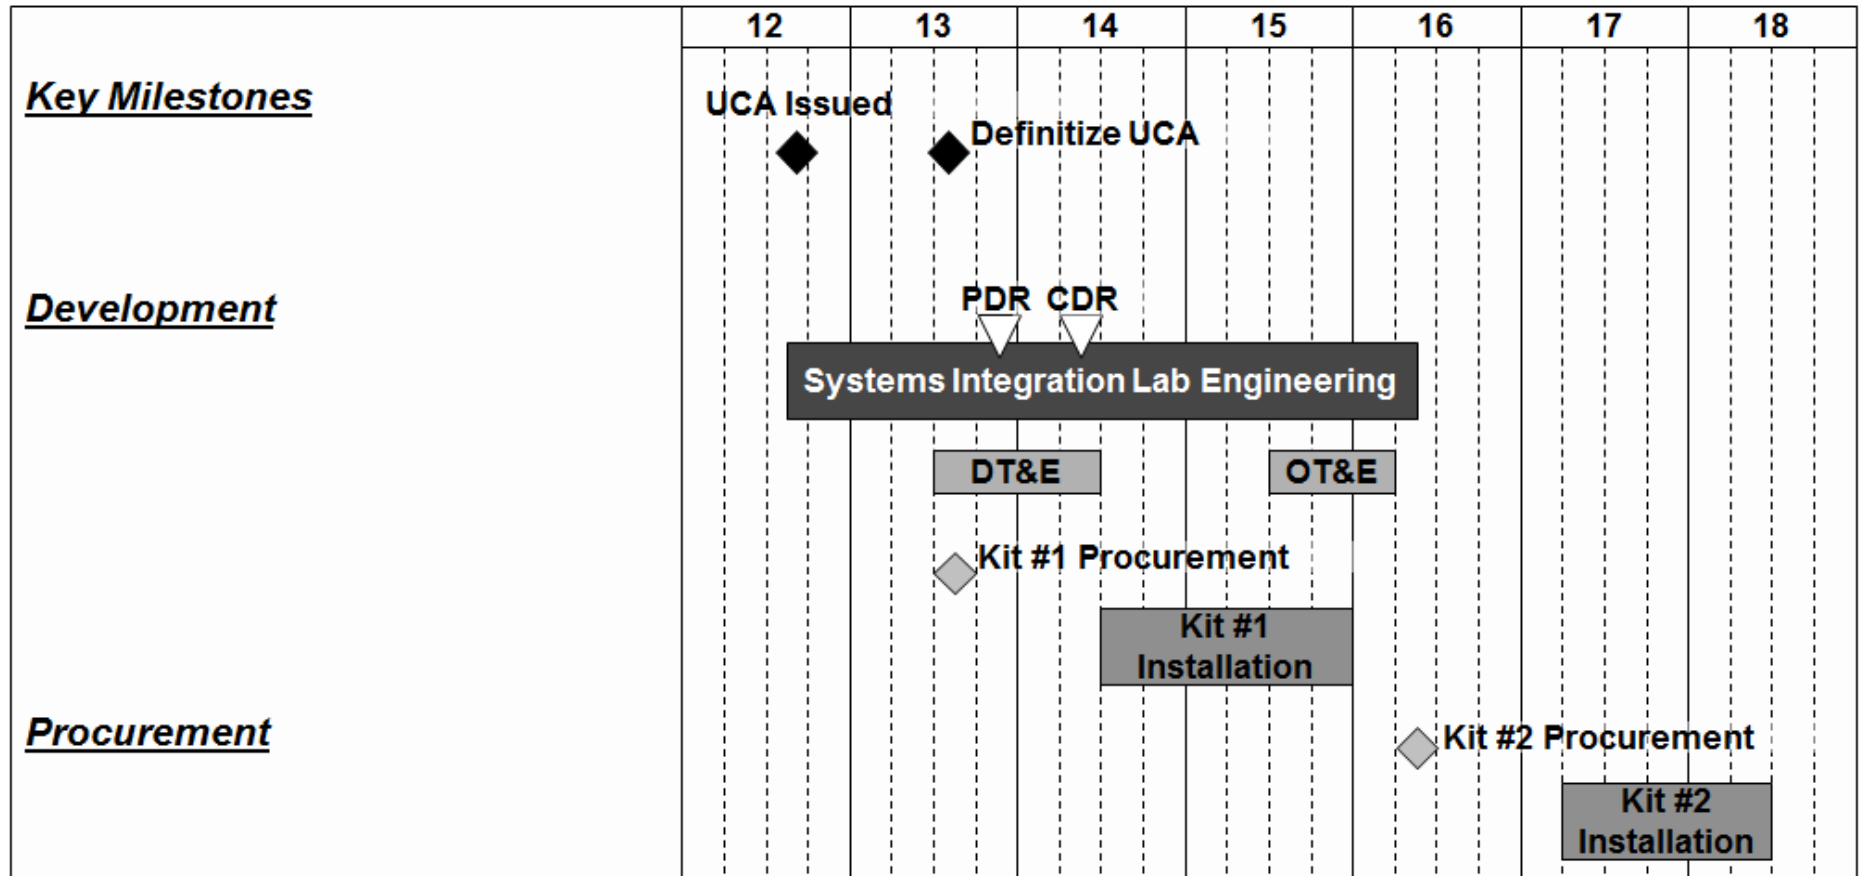 12 13 14 15 16 17 18
Key Milestones
UCA Issued
Definitize UCA
Development
PDR CDR
Systems Integration Lab Engineering
DT&E OT&E
Kit #1 Procurement
Kit #1
Installation
Procurement
Kit #2 Procurement
Kit #2
Installation